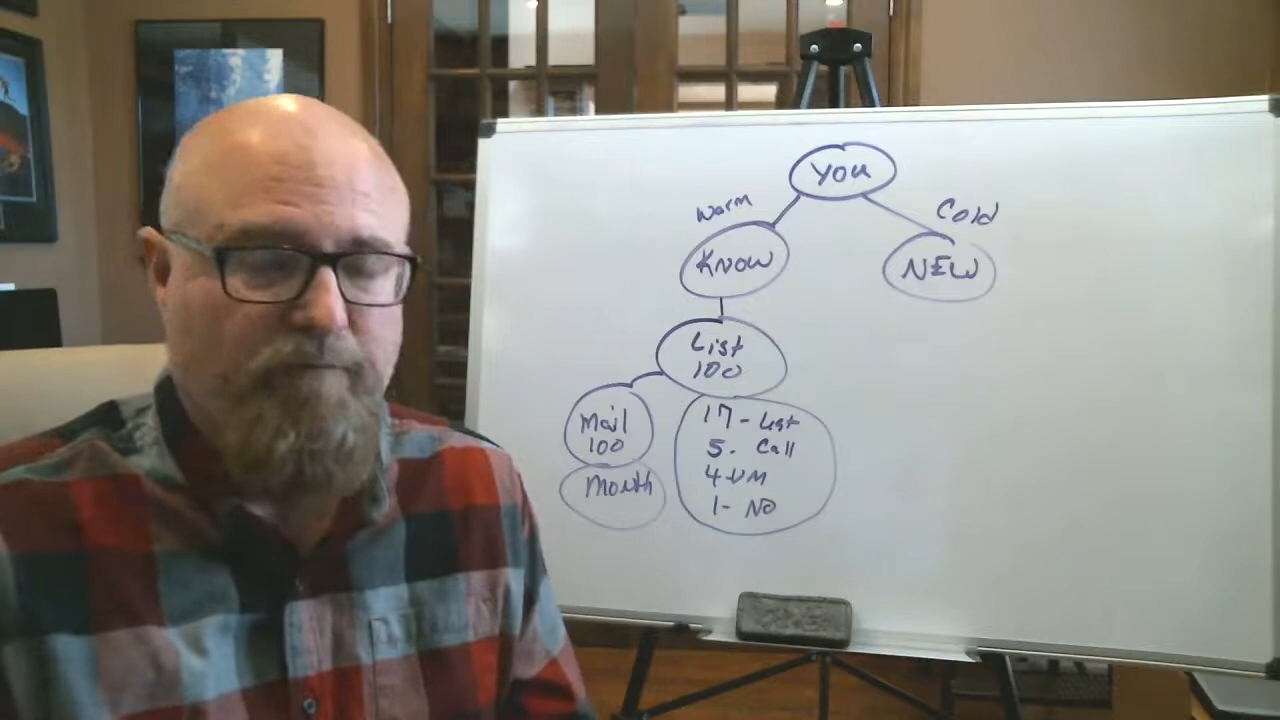 You
Warm
Cold
Know
NEW
List
100
Mail
100
Month
17 - List
5. Call
4-VM
1- NO